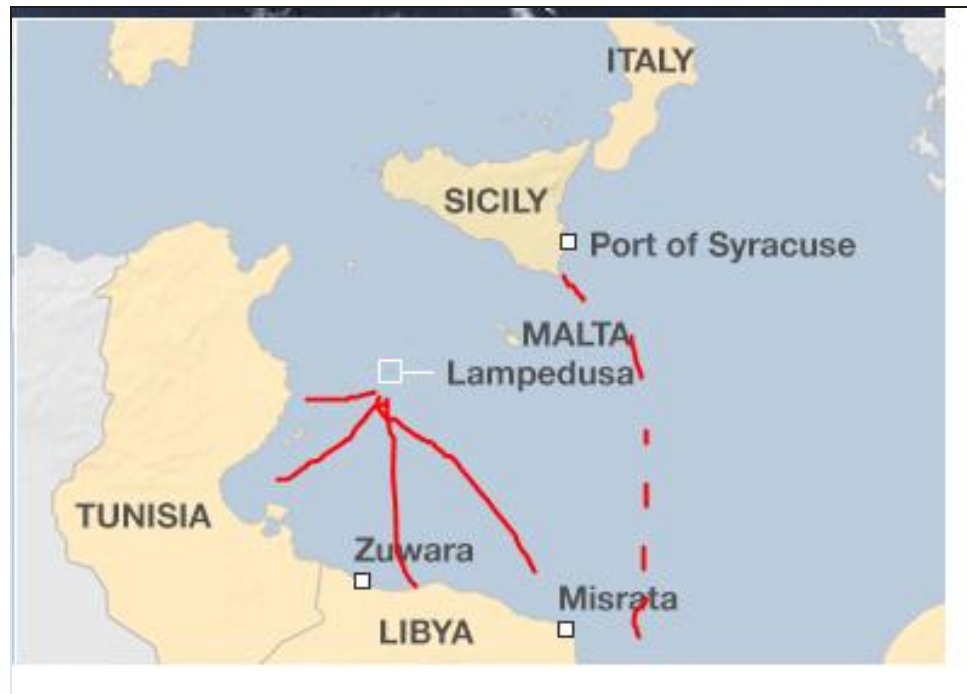 ITALY
SICILY
Port of Syracuse
MALTA
Lampedusa
TUNISIA
Zuwara
Misrata
LIBYA